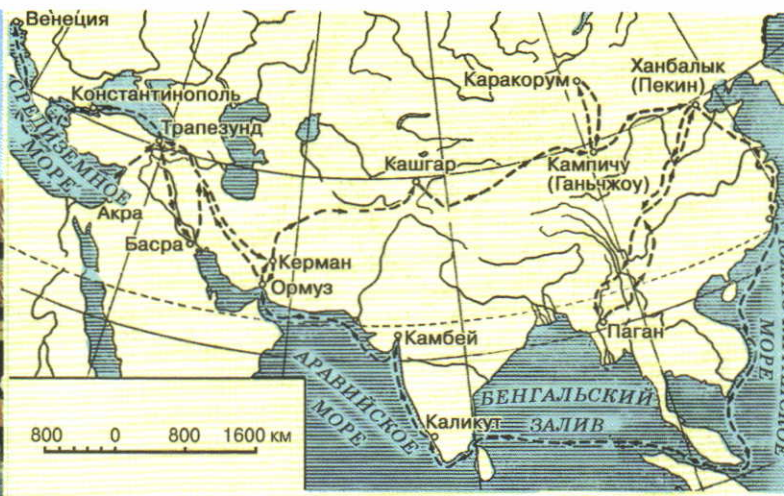 Венеция
СРЕДИЗЕМНОЕ
МОРЕ
Константинополь
Трапезунд
Акра
Басра
Керман
Ормуз
Кашгар
Каракорум
Кампичу
(Ганьчжоу)
Ханбалык
(Пекин)
Паган
Камбей
Каликут
АРАВИЙСКОЕ
МОРЕ
БЕНГАЛЬСКИЙ
ЗАЛИВ
МОРЕ
800 0 800 1600 км